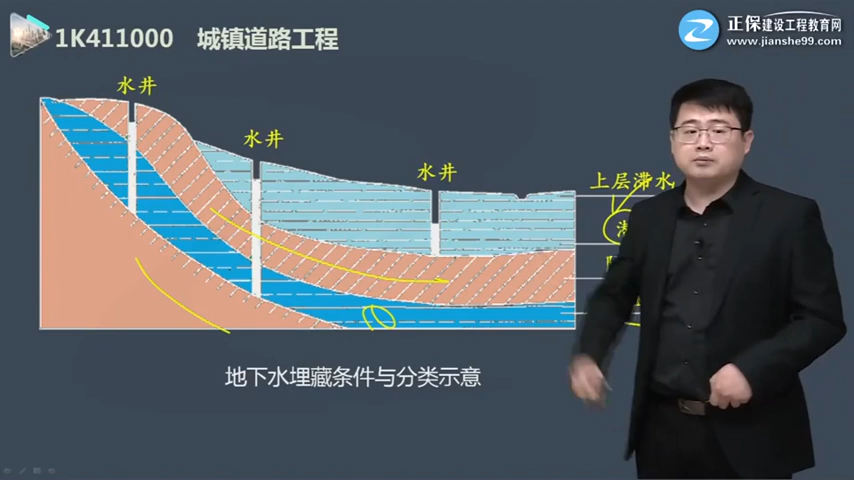 1K411000 城镇道路工程
正保建设工程教育网
www.jianshe99.com
水井
水井
水井
上层滞水
地下水埋藏条件与分类示意